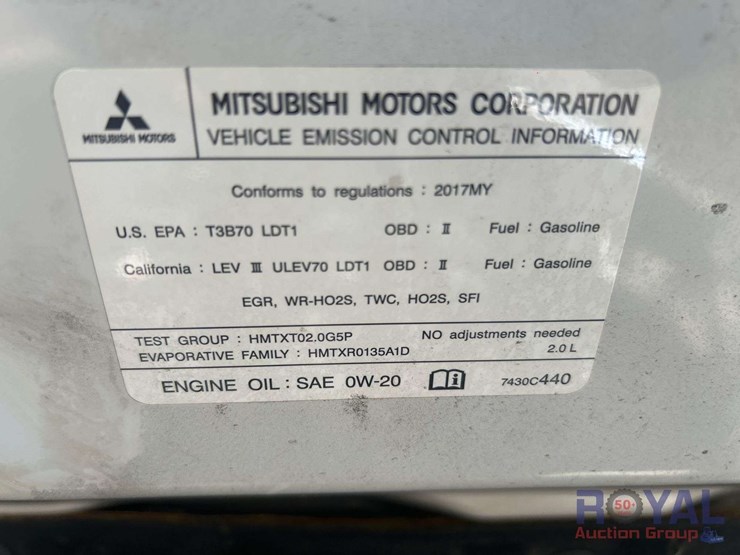 MITSUBISHI MOTORS
MITSUBISHI MOTORS CORPORATION
VEHICLE EMISSION CONTROL INFORMATION
Conforms to regulations : 2017MY
U.S. EPA : T3B70 LDT1 OBD : II Fuel : Gasoline
California : LEV III ULEV70 LDT1 OBD : II Fuel : Gasoline
EGR, WR-HO2S, TWC, HO2S, SFI
TEST GROUP : HMTXT02.0G5P NO adjustments needed
EVAPORATIVE FAMILY : HMTXR0135A1D 2.0 L
ENGINE OIL : SAE 0W-20 7430C440
ROYAL
50
Auction Group